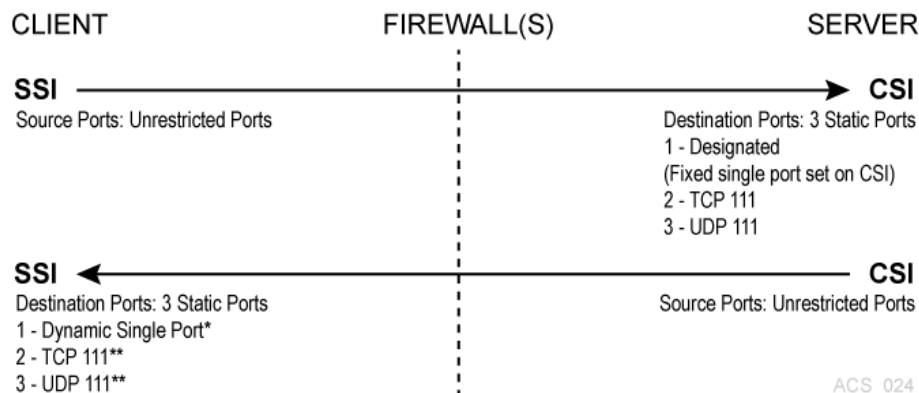 CLIENT FIREWALL(S) SERVER
SSI CSI
Source Ports: Unrestricted Ports
Destination Ports: 3 Static Ports
1 - Designated
(Fixed single port set on CSI)
2 - TCP 111
3 - UDP 111
SSI CSI
Destination Ports: 3 Static Ports
1 - Dynamic Single Port*
2 - TCP 111**
3 - UDP 111**
Source Ports: Unrestricted Ports
ACS 024